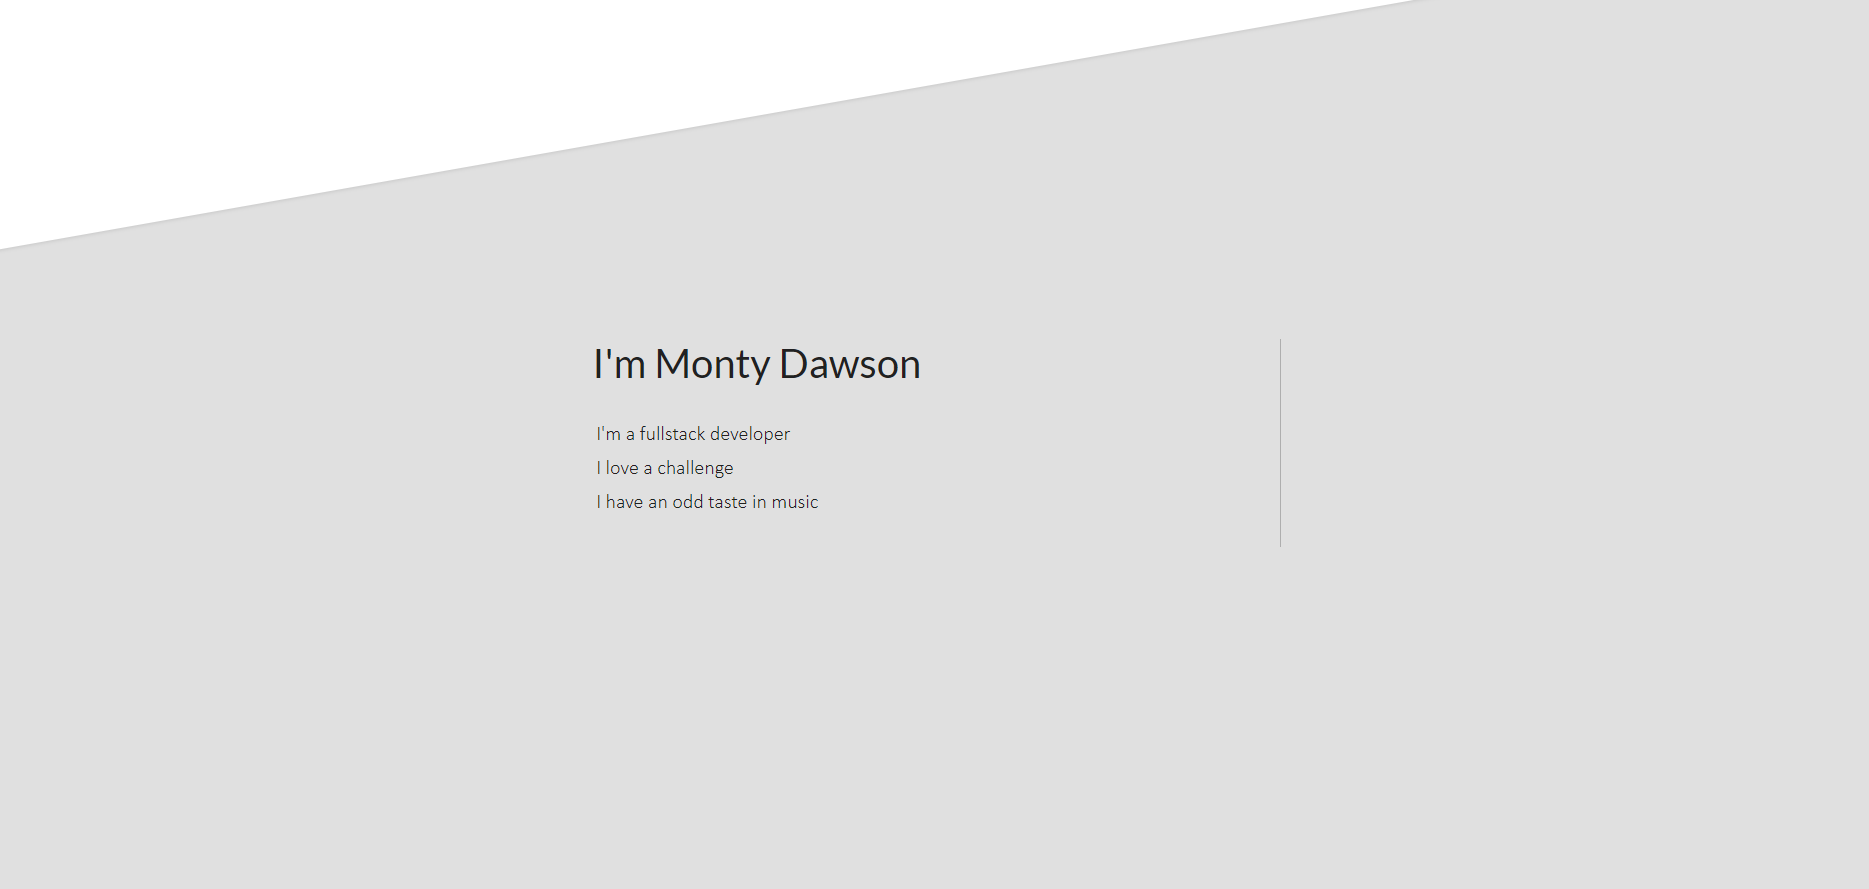 I'm Monty Dawson
I'm a fullstack developer
I love a challenge
I have an odd taste in music